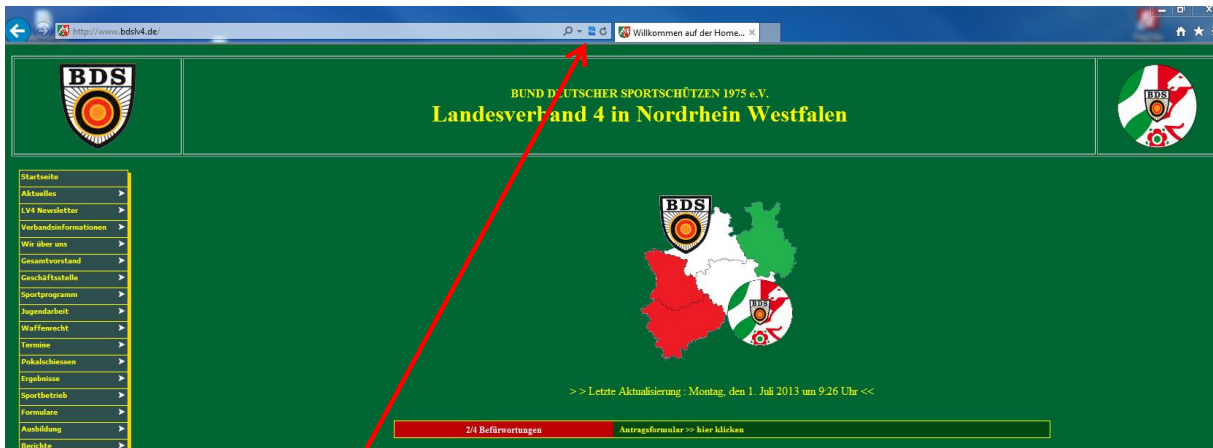 http://www.bdslv4.de/
Willkommen auf der Home...
BDS
BUND DEUTSCHER SPORTSCHÜTZEN 1975 e.V.
Landesverband 4 in Nordrhein Westfalen
BDS
Startseite
Aktuelles
LV4 Newsletter
Verbandsinformationen
Wir über uns
Gesamtvorstand
Geschäftsstelle
Sportprogramm
Jugendarbeit
Waffenrecht
Termine
Pokalschiessen
Ergebnisse
Sportbetrieb
Formulare
Ausbildung
Berichte
BDS
BDS
>> Letzte Aktualisierung : Montag, den 1. Juli 2013 um 9:26 Uhr <<
2/4 Befürwortungen
Antragsformular >> hier klicken